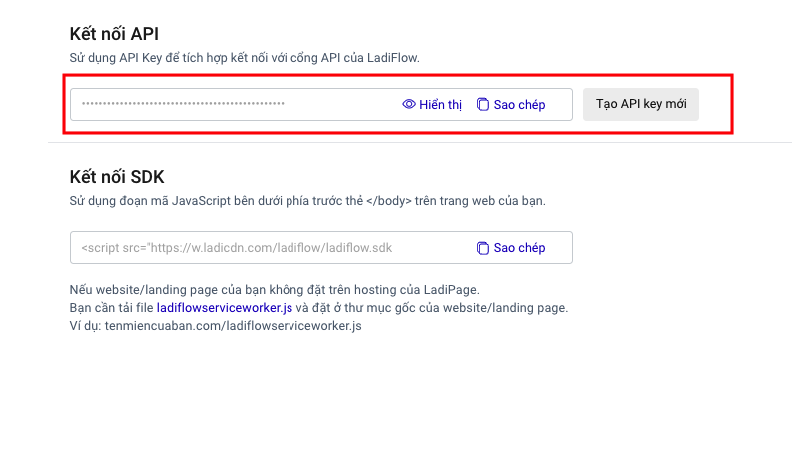 Kết nối API
Sử dụng API Key để tích hợp kết nối với cổng API của LadiFlow.
•••••••••••••••••••••••••••••••••••••••••••••••• Hiển thị Sao chép Tạo API key mới
Kết nối SDK
Sử dụng đoạn mã JavaScript bên dưới phía trước thẻ </body> trên trang web của bạn.
<script src="https://w.ladicdn.com/ladiflow/ladiflow.sdk Sao chép
Nếu website/landing page của bạn không đặt trên hosting của LadiPage.
Bạn cần tải file ladiflowserviceworker.js và đặt ở thư mục gốc của website/landing page.
Ví dụ: tenmiencuaban.com/ladiflowserviceworker.js